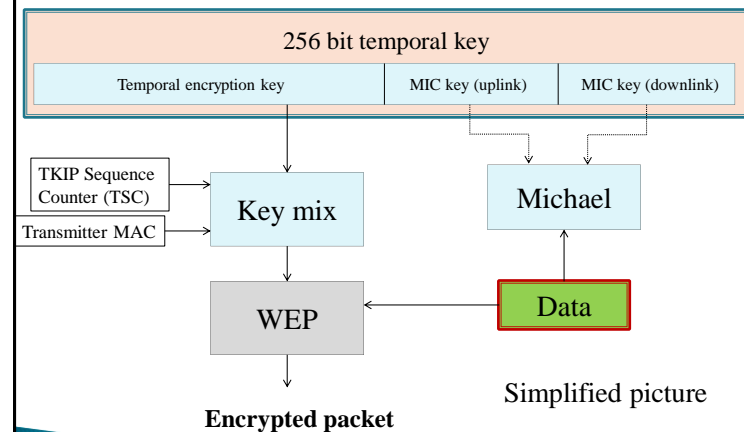 256 bit temporal key
Temporal encryption key
MIC key (uplink)
MIC key (downlink)
TKIP Sequence
Counter (TSC)
Transmitter MAC
Key mix
Michael
WEP
Data
Simplified picture
Encrypted packet